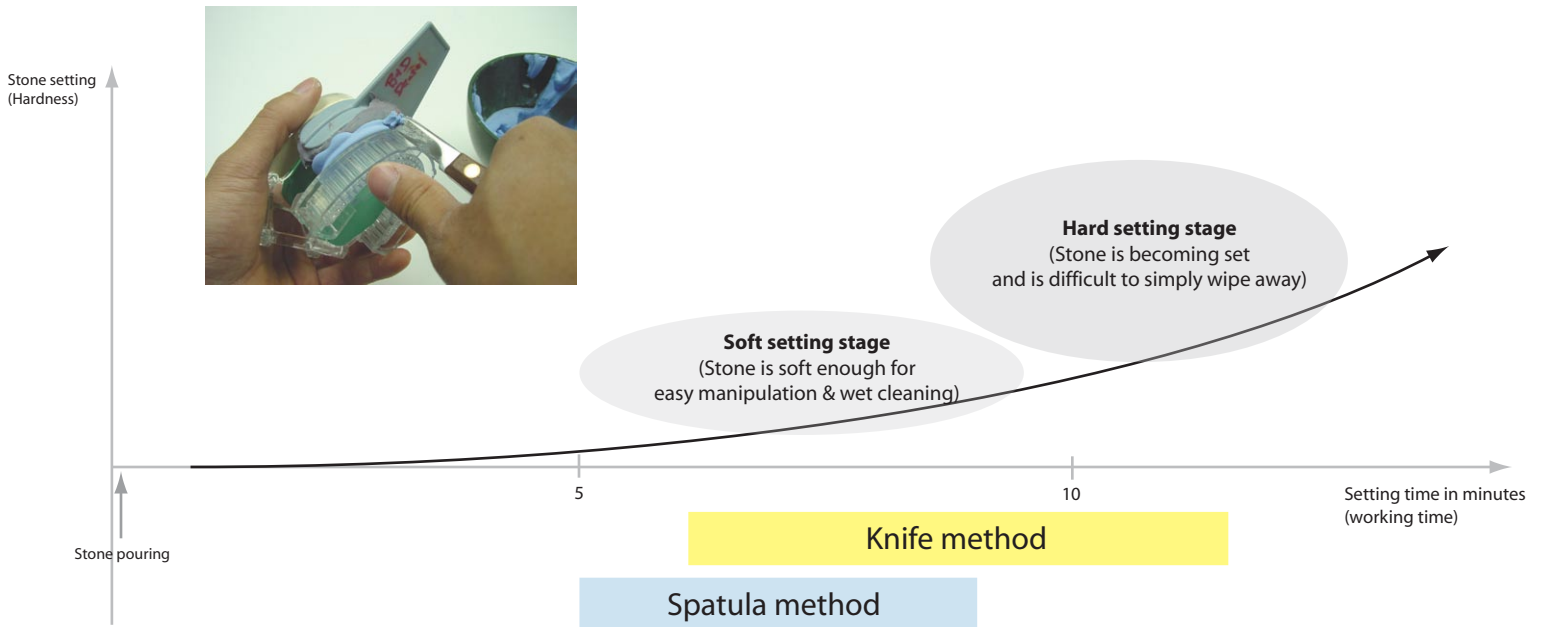 Stone setting
(Hardness)
Hard setting stage
(Stone is becoming set
and is difficult to simply wipe away)
Soft setting stage
(Stone is soft enough for
easy manipulation & wet cleaning)
5
10
Setting time in minutes
(working time)
Stone pouring
Knife method
Spatula method